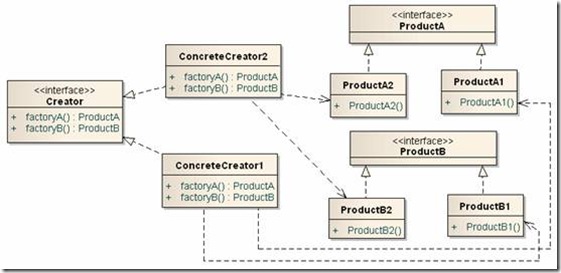 <<interface>>
Creator
+ factoryA() : ProductA
+ factoryB() : ProductB
ConcreteCreator2
+ factoryA() : ProductA
+ factoryB() : ProductB
ConcreteCreator1
+ factoryA() : ProductA
+ factoryB() : ProductB
<<interface>>
ProductA
ProductA2
+ ProductA2()
ProductA1
+ ProductA1()
<<interface>>
ProductB
ProductB2
+ ProductB2()
ProductB1
+ ProductB1()